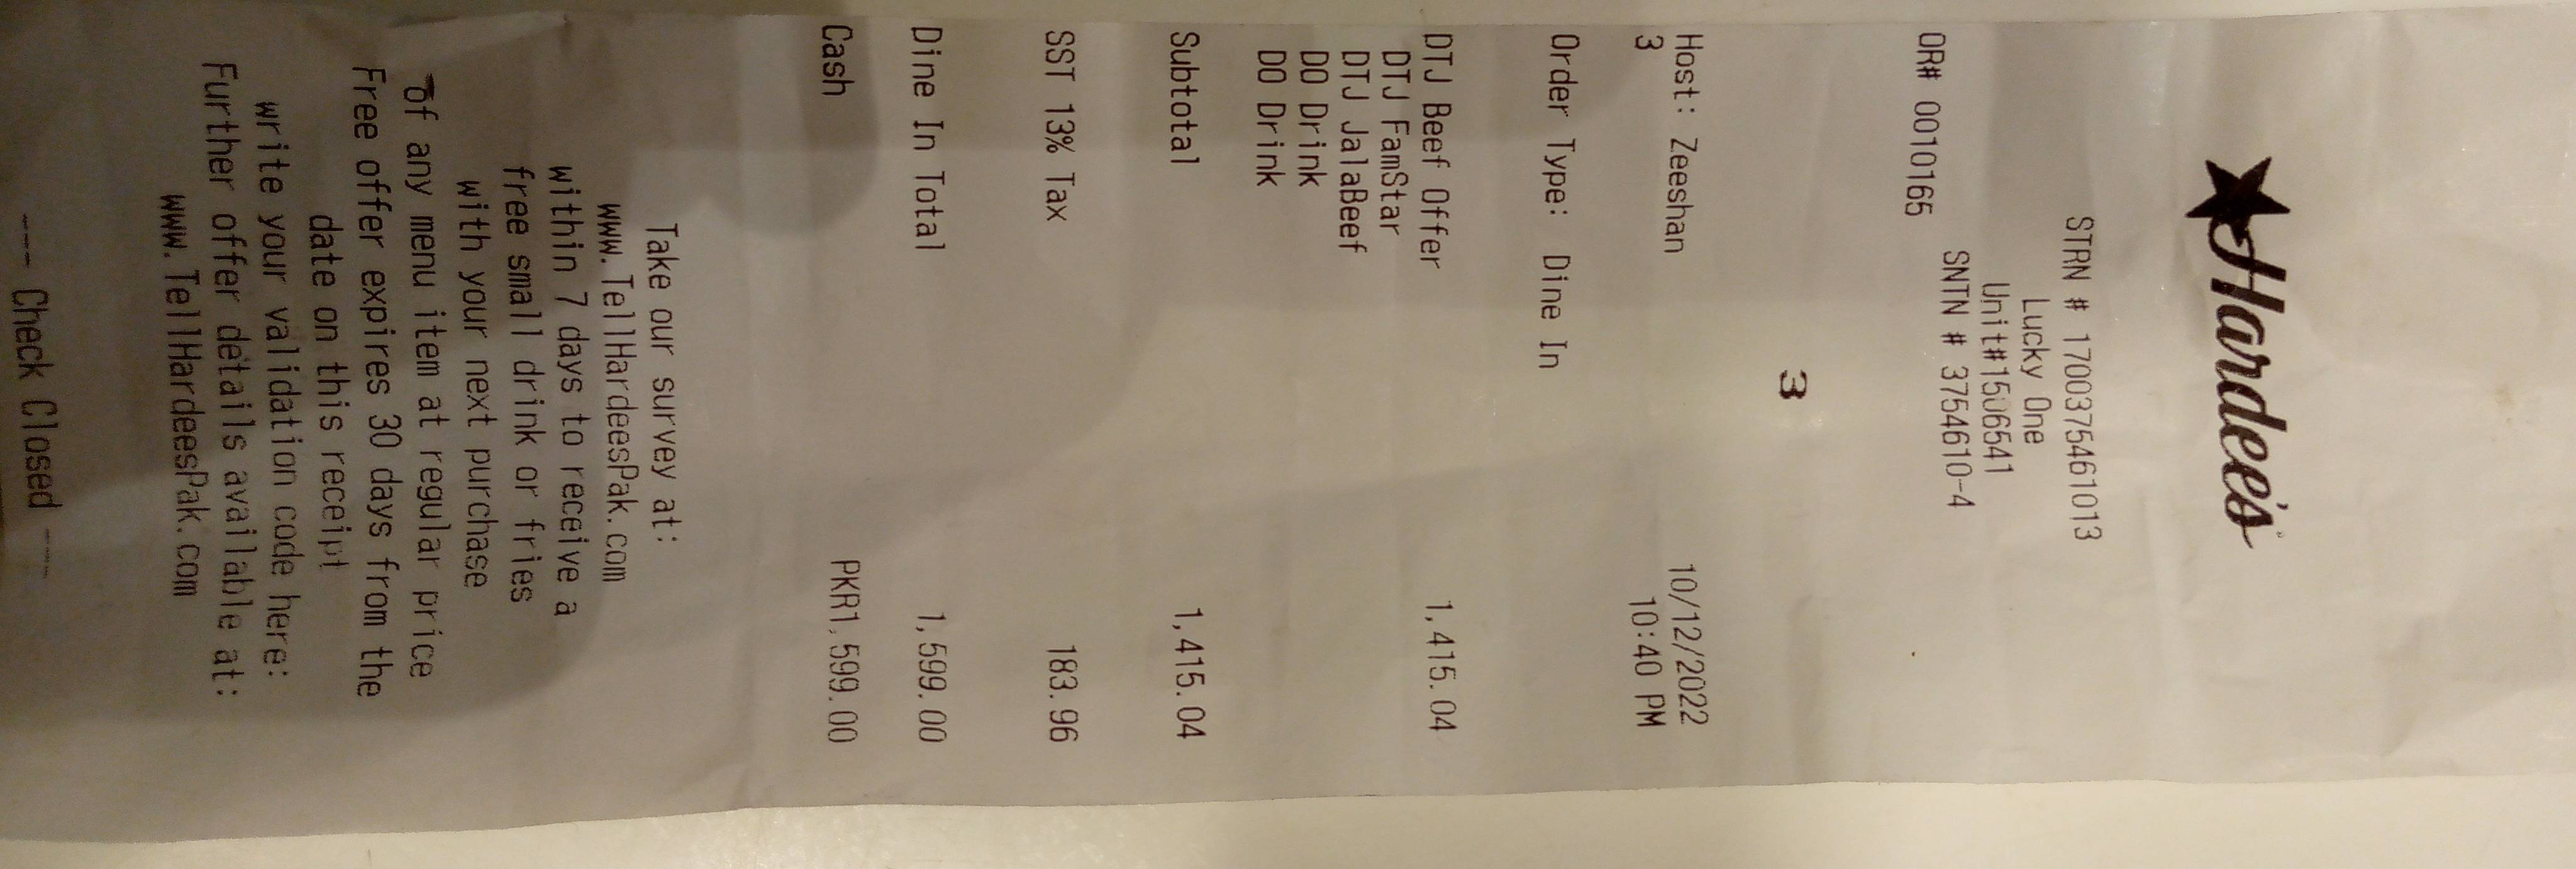 Hardee's
STRN # 1700375461013
Lucky One
Unit#1506541
SNTN # 3754610-4
OR# 0010165
3
Host: Zeeshan 10/12/2022
3 10:40 PM
Order Type: Dine In
DTJ Beef Offer 1,415.04
DTJ FamStar
DTJ JalaBeef
DO Drink
DO Drink
Subtotal 1,415.04
SST 13% Tax 183.96
Dine In Total 1,599.00
Cash PKR1,599.00
Take our survey at:
www.TellHardeesPak.com
within 7 days to receive a
free small drink or fries
with your next purchase
of any menu item at regular price
Free offer expires 30 days from the
date on this receipt
write your validation code here:
Further offer details available at:
www.TellHardeesPak.com
--- Check Closed ---